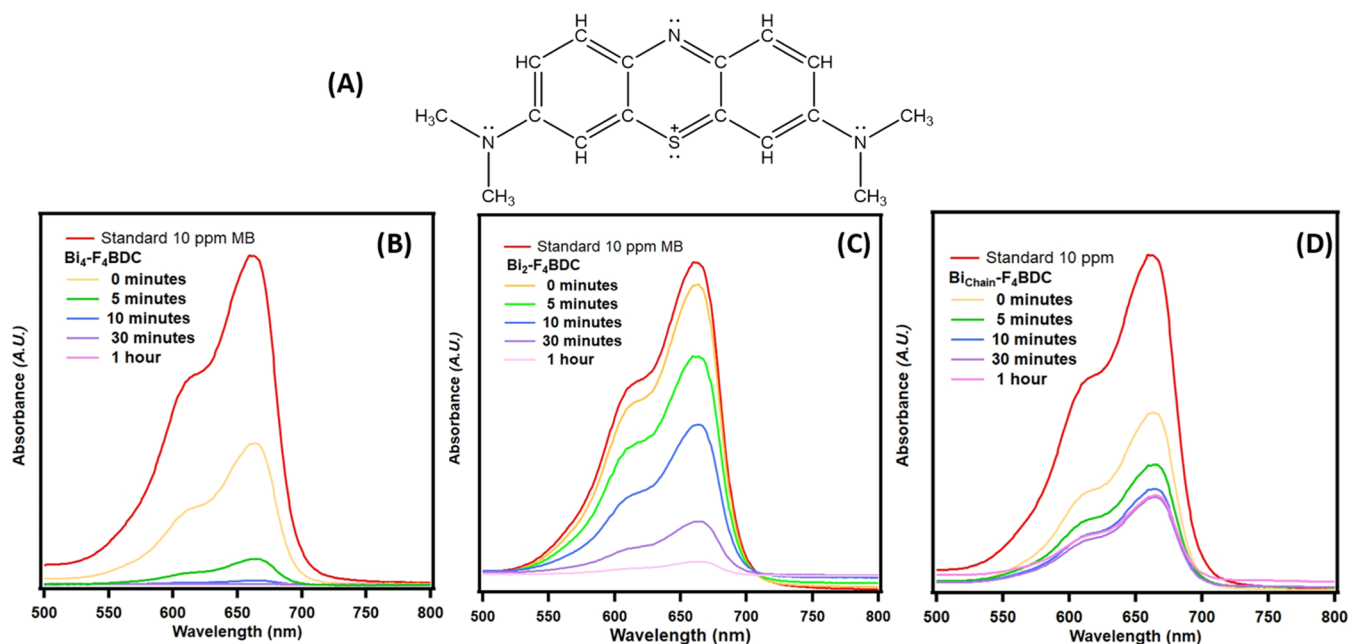 (A)
H
N
H
C
C
HC
C
C
CH
C
C
C
C
H₃C
N
C
S
+
C
N
CH₃
H
H
CH₃
CH₃
(B)
Standard 10 ppm MB
Bi₄-F₄BDC
0 minutes
5 minutes
10 minutes
30 minutes
1 hour
Absorbance (A.U.)
500 550 600 650 700 750 800
Wavelength (nm)
(C)
Standard 10 ppm MB
Bi₂-F₄BDC
0 minutes
5 minutes
10 minutes
30 minutes
1 hour
Absorbance (A.U.)
500 550 600 650 700 750 800
Wavelength (nm)
(D)
Standard 10 ppm
Bi_Chain-F₄BDC
0 minutes
5 minutes
10 minutes
30 minutes
1 hour
Absorbance (A.U.)
500 550 600 650 700 750 800
Wavelength (nm)